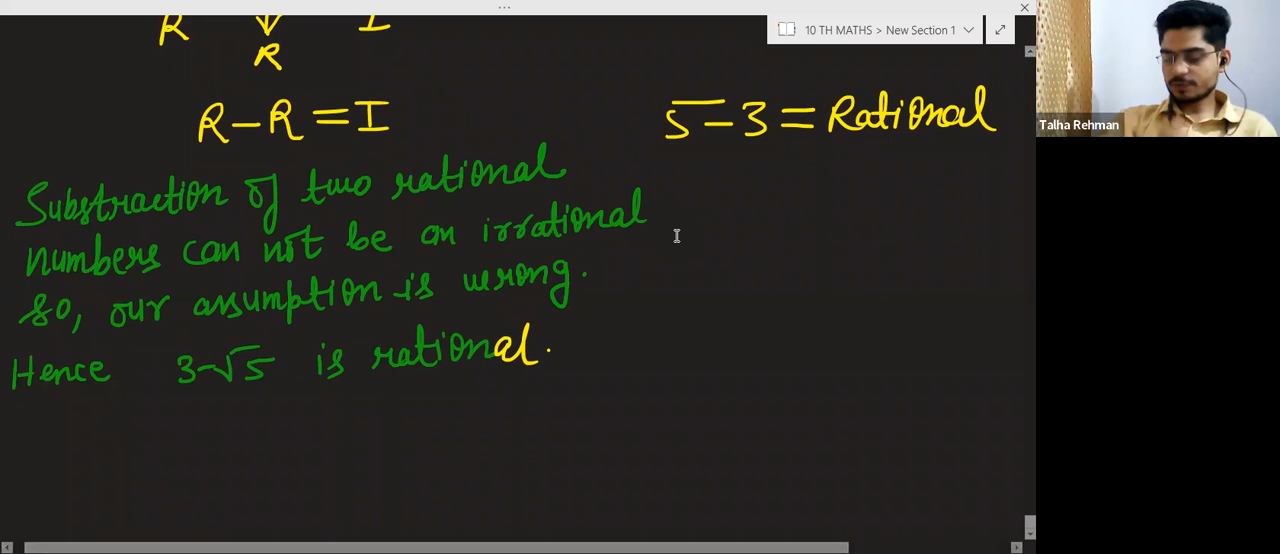 R R I
10 TH MATHS > New Section 1
R - R = I
5 - 3 = Rational
Talha Rehman
Substraction of two rational
numbers can not be an irrational
so, our assumption is wrong.
Hence 3-√5 is rational.